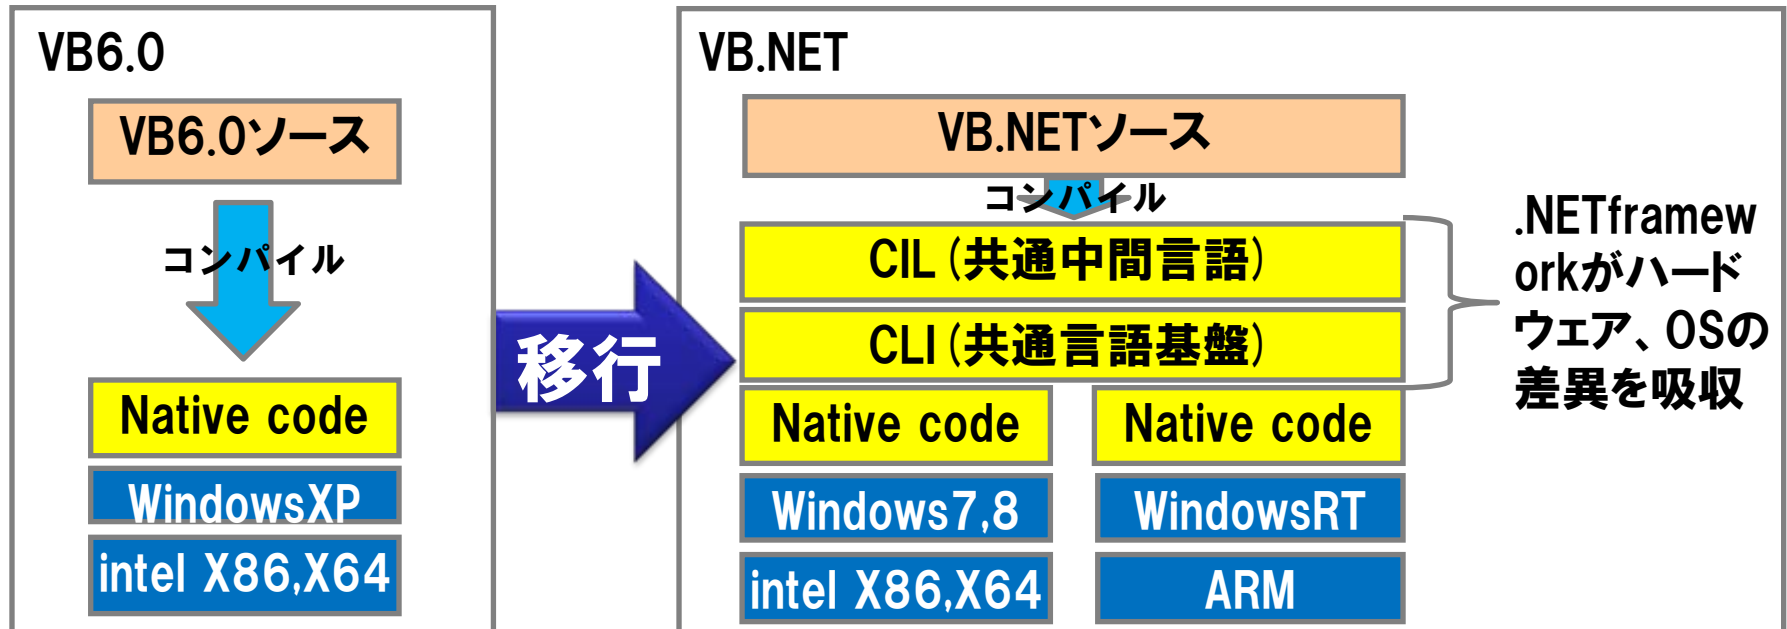 VB6.0
VB6.0ソース
コンパイル
Native code
WindowsXP
intel X86,X64
移行
VB.NET
VB.NETソース
コンパイル
CIL(共通中間言語)
CLI(共通言語基盤)
Native code
Native code
Windows7,8
WindowsRT
intel X86,X64
ARM
.NETframew
orkがハード
ウェア、OSの
差異を吸収